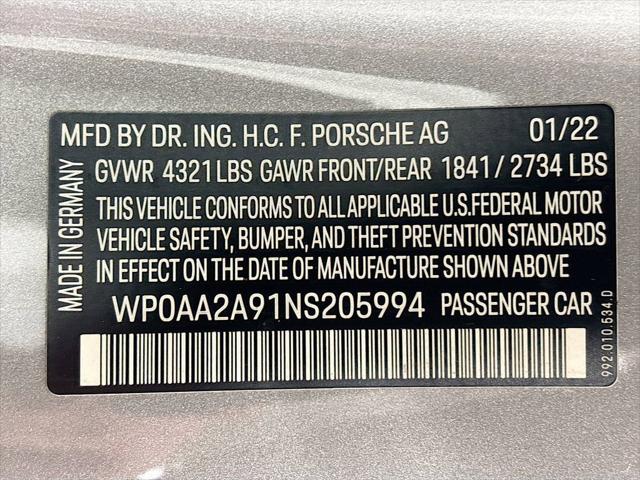 MFD BY DR. ING. H.C. F. PORSCHE AG 01/22
GVWR 4321 LBS GAWR FRONT/REAR 1841 / 2734 LBS
THIS VEHICLE CONFORMS TO ALL APPLICABLE U.S.FEDERAL MOTOR
VEHICLE SAFETY, BUMPER, AND THEFT PREVENTION STANDARDS
IN EFFECT ON THE DATE OF MANUFACTURE SHOWN ABOVE.
WP0AA2A91NS205994 PASSENGER CAR
MADE IN GERMANY
992.010.534.D